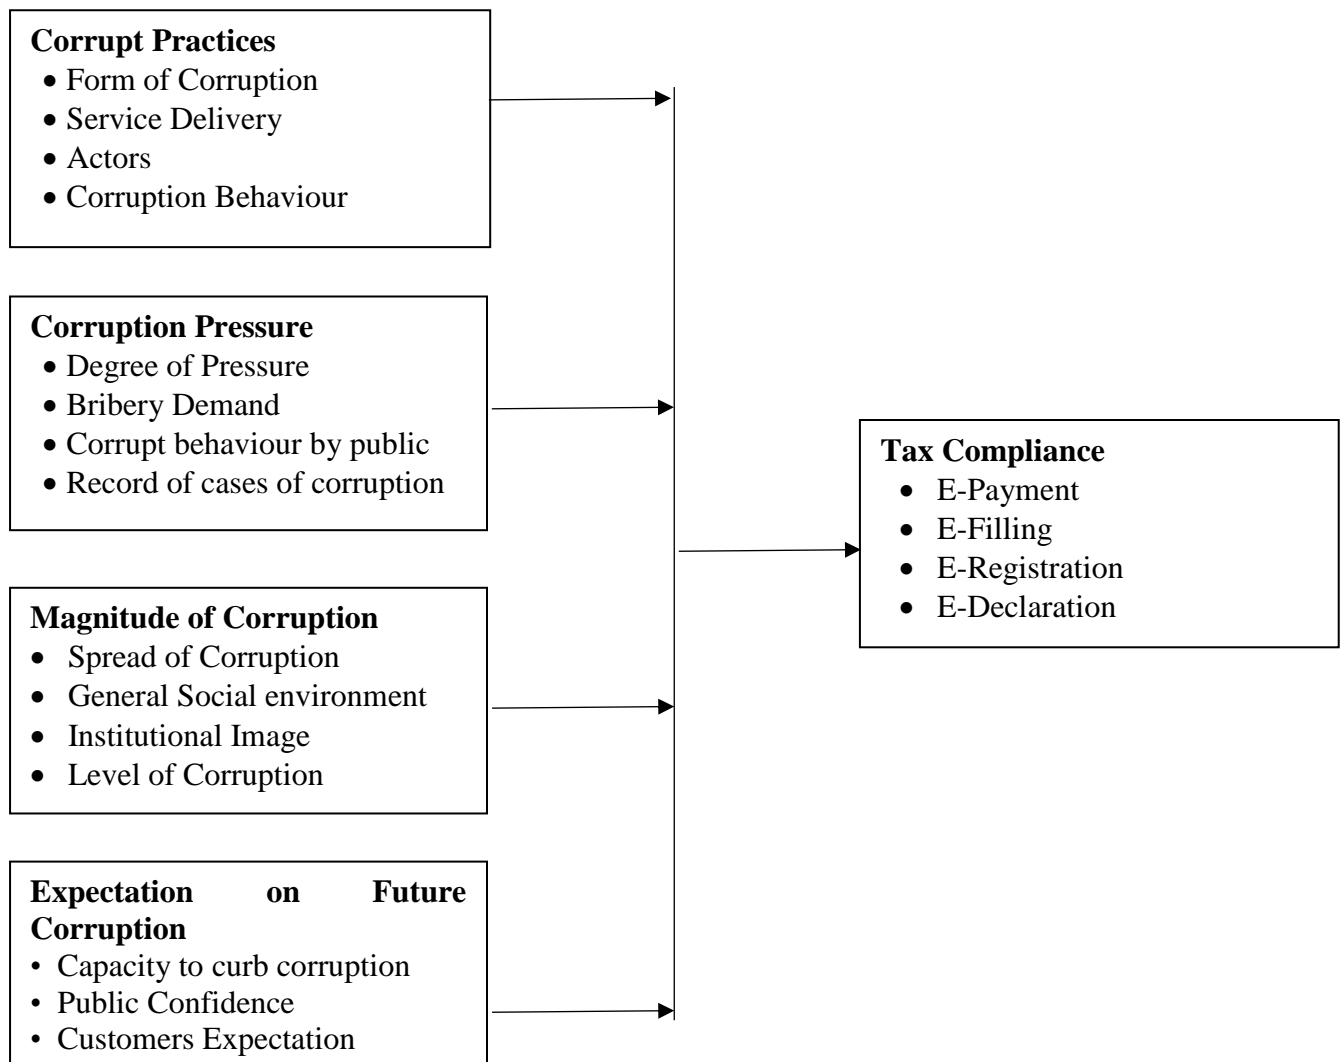 Corrupt Practices
• Form of Corruption
• Service Delivery
• Actors
• Corruption Behaviour
Corruption Pressure
• Degree of Pressure
• Bribery Demand
• Corrupt behaviour by public
• Record of cases of corruption
Magnitude of Corruption
• Spread of Corruption
• General Social environment
• Institutional Image
• Level of Corruption
Expectation on Future
Corruption
• Capacity to curb corruption
• Public Confidence
• Customers Expectation
Tax Compliance
• E-Payment
• E-Filling
• E-Registration
• E-Declaration